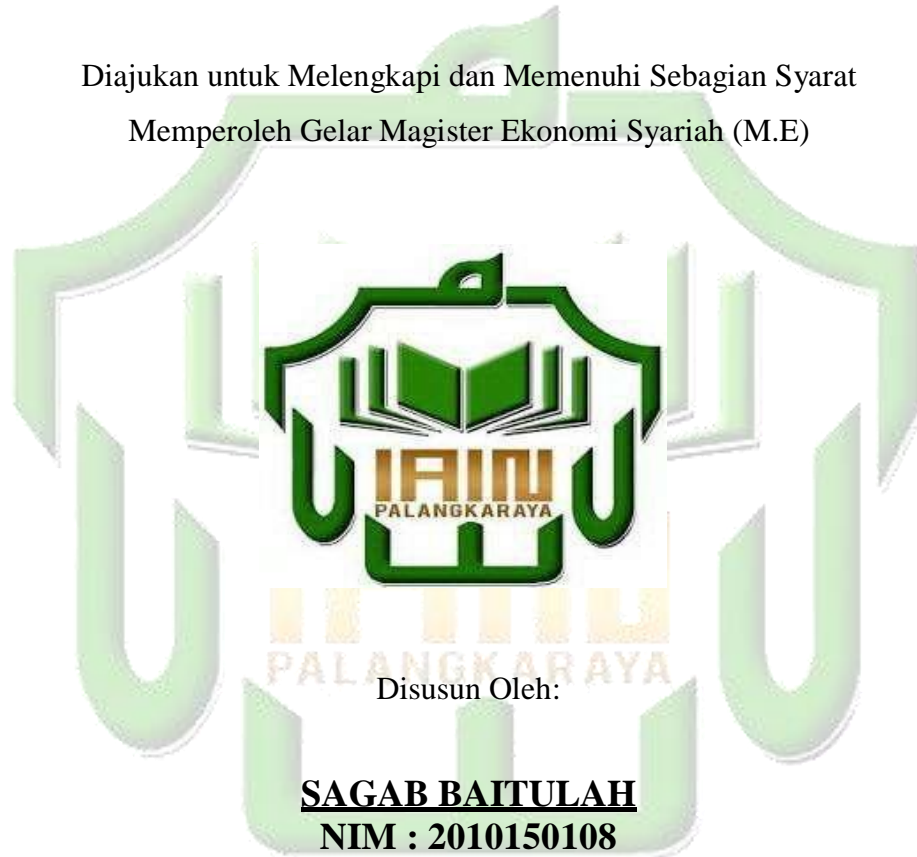 Diajukan untuk Melengkapi dan Memenuhi Sebagian Syarat
Memperoleh Gelar Magister Ekonomi Syariah (M.E)
IAIN
PALANGKARAYA
IAIN
PALANGKARAYA
Disusun Oleh:
SAGAB BAITULAH
NIM : 2010150108